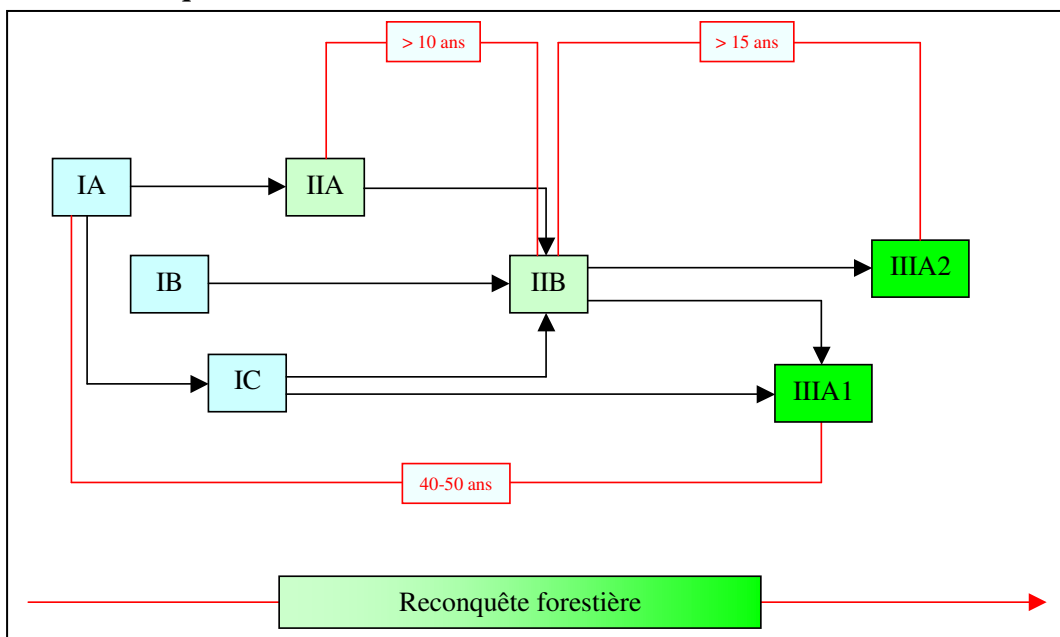 > 10 ans
> 15 ans
IA
IIA
IB
IIB
IIIA2
IC
IIIA1
40-50 ans
Reconquête forestière